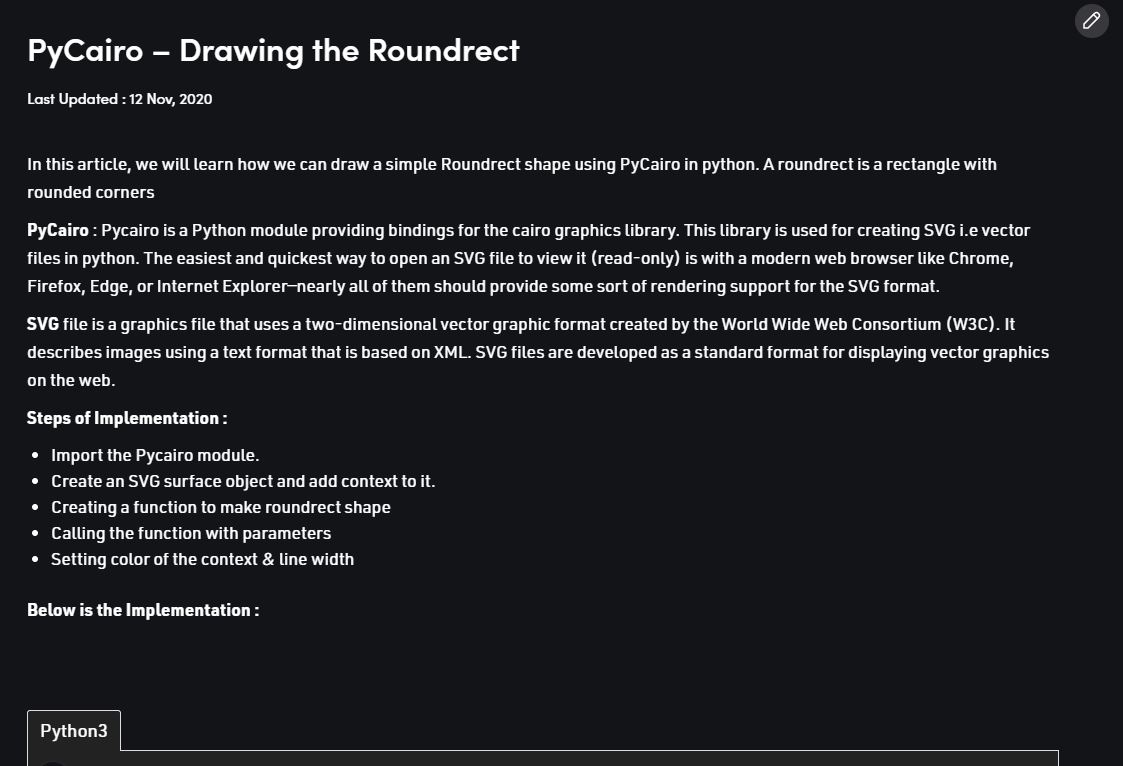 PyCairo – Drawing the Roundrect
Last Updated : 12 Nov, 2020
In this article, we will learn how we can draw a simple Roundrect shape using PyCairo in python. A roundrect is a rectangle with
rounded corners
PyCairo : Pycairo is a Python module providing bindings for the cairo graphics library. This library is used for creating SVG i.e vector
files in python. The easiest and quickest way to open an SVG file to view it (read-only) is with a modern web browser like Chrome,
Firefox, Edge, or Internet Explorer—nearly all of them should provide some sort of rendering support for the SVG format.
SVG file is a graphics file that uses a two-dimensional vector graphic format created by the World Wide Web Consortium (W3C). It
describes images using a text format that is based on XML. SVG files are developed as a standard format for displaying vector graphics
on the web.
Steps of Implementation :
• Import the Pycairo module.
• Create an SVG surface object and add context to it.
• Creating a function to make roundrect shape
• Calling the function with parameters
• Setting color of the context & line width
Below is the Implementation :
Python3